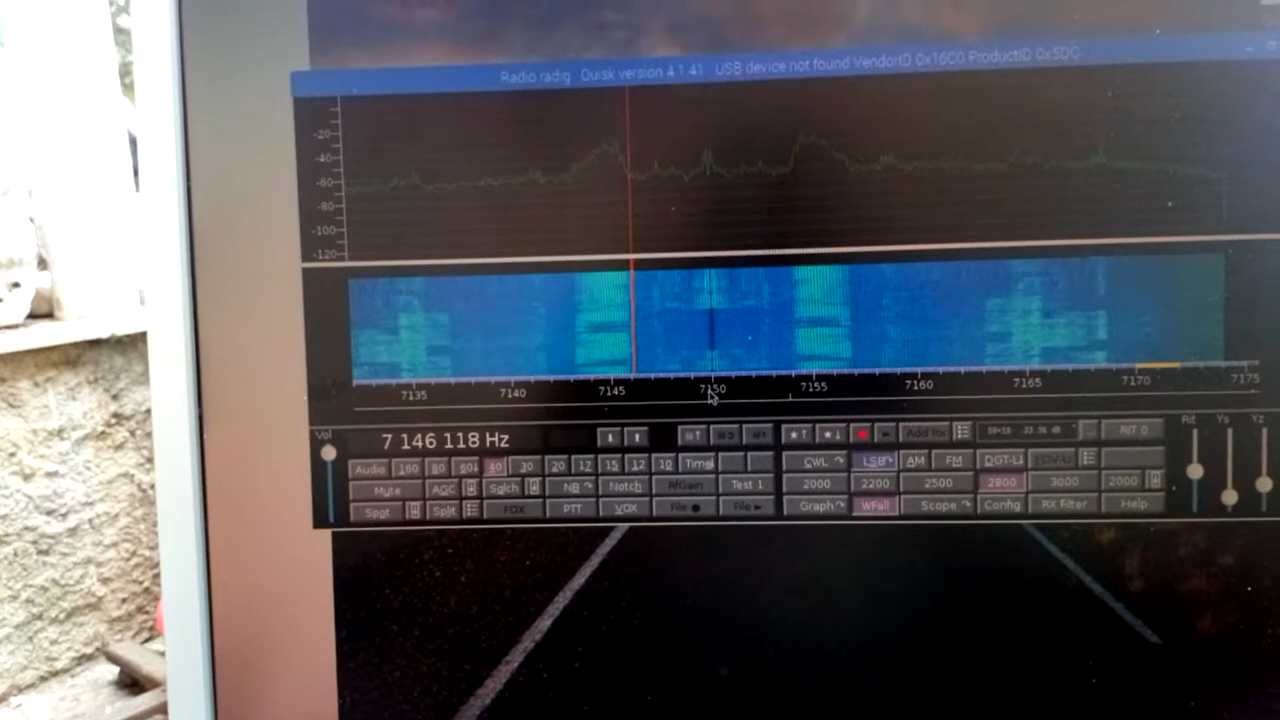 Radio radig Quisk version 4.1.41 USB device not found VendorID 0x16C0 ProductID 0x5DC
-20
-40
-60
-80
-100
-120
7135 7140 7145 7150 7155 7160 7165 7170 7175
Vol 7 146 118 Hz Add RIT 0 Rit Ys Yz
Audio 160 80 60 40 30 20 12 15 12 10 Time CWL LSB AM FM DGT-U
Mute AGC Sqlch NB Notch RfGain Test 1 2000 2200 2500 2800 3000 2000
Spot Split FDX PTT VOX File File Graph WFall Scope Config RX Filter Help